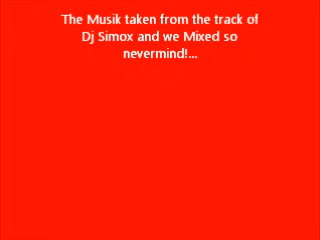 The Musik taken from the track of
Dj Simox and we Mixed so
nevermind!...